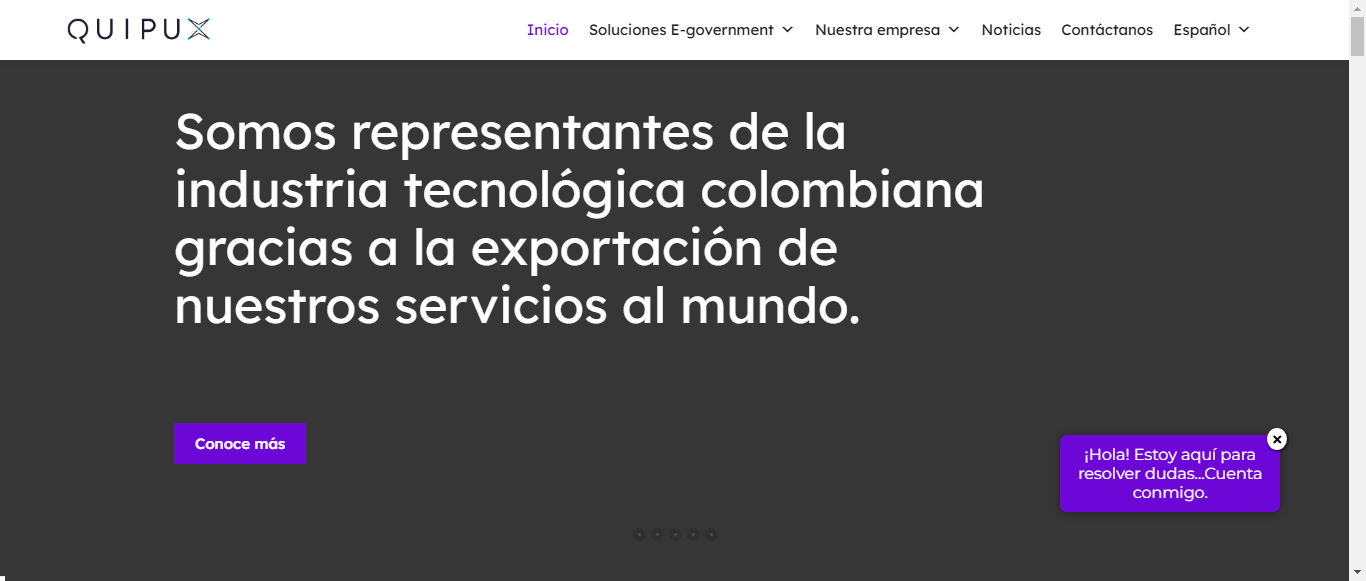 QUIPUX
Inicio Soluciones E-government Nuestra empresa Noticias Contáctanos Español
Somos representantes de la
industria tecnológica colombiana
gracias a la exportación de
nuestros servicios al mundo.
Conoce más
¡Hola! Estoy aquí para
resolver dudas...Cuenta
conmigo.